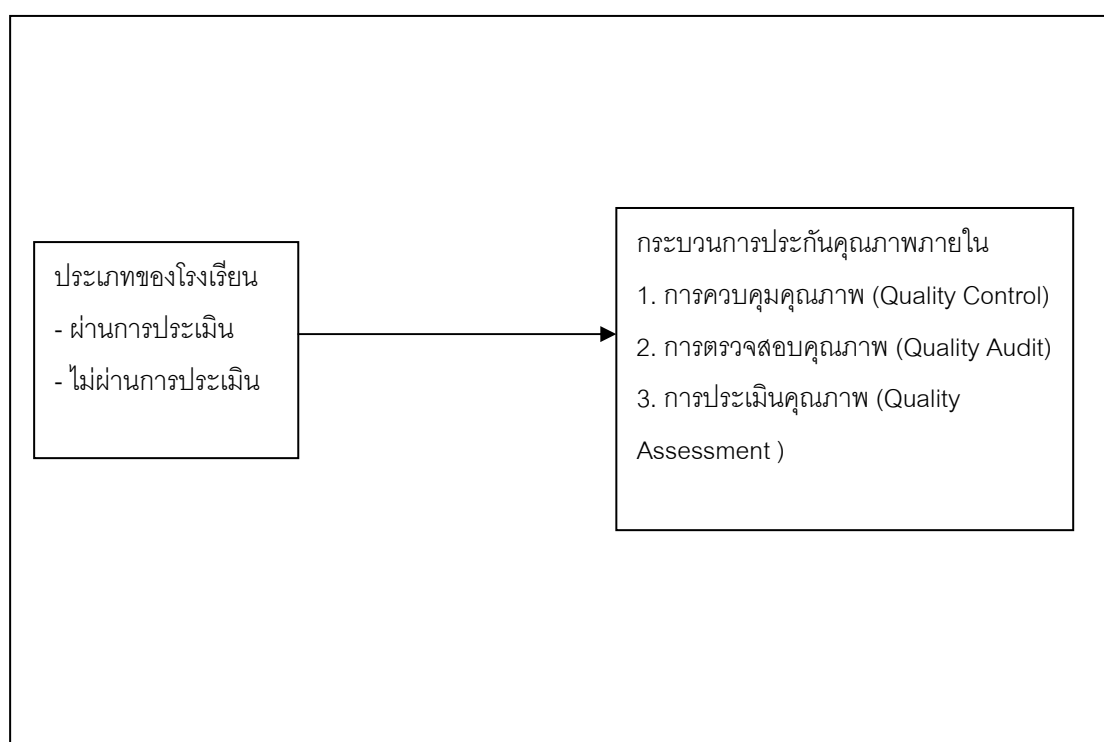 ประเภทของโรงเรียน
- ผ่านการประเมิน
- ไม่ผ่านการประเมิน
กระบวนการประกันคุณภาพภายใน
1. การควบคุมคุณภาพ (Quality Control)
2. การตรวจสอบคุณภาพ (Quality Audit)
3. การประเมินคุณภาพ (Quality
Assessment )